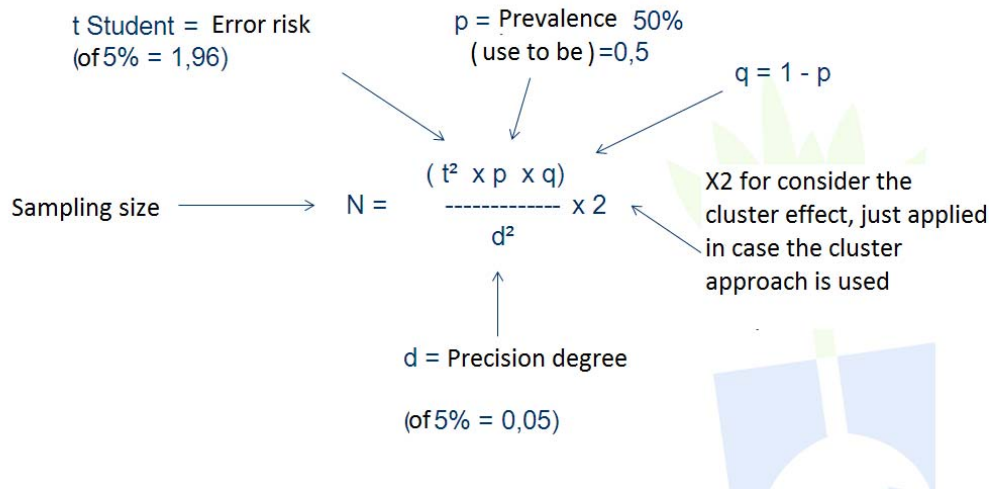 t Student = Error risk
(of 5% = 1,96)
p = Prevalence 50%
( use to be ) =0,5
q = 1 - p
( t² x p x q)
Sampling size
N = ------------- x 2
d²
X2 for consider the
cluster effect, just applied
in case the cluster
approach is used
d = Precision degree
(of 5% = 0,05)